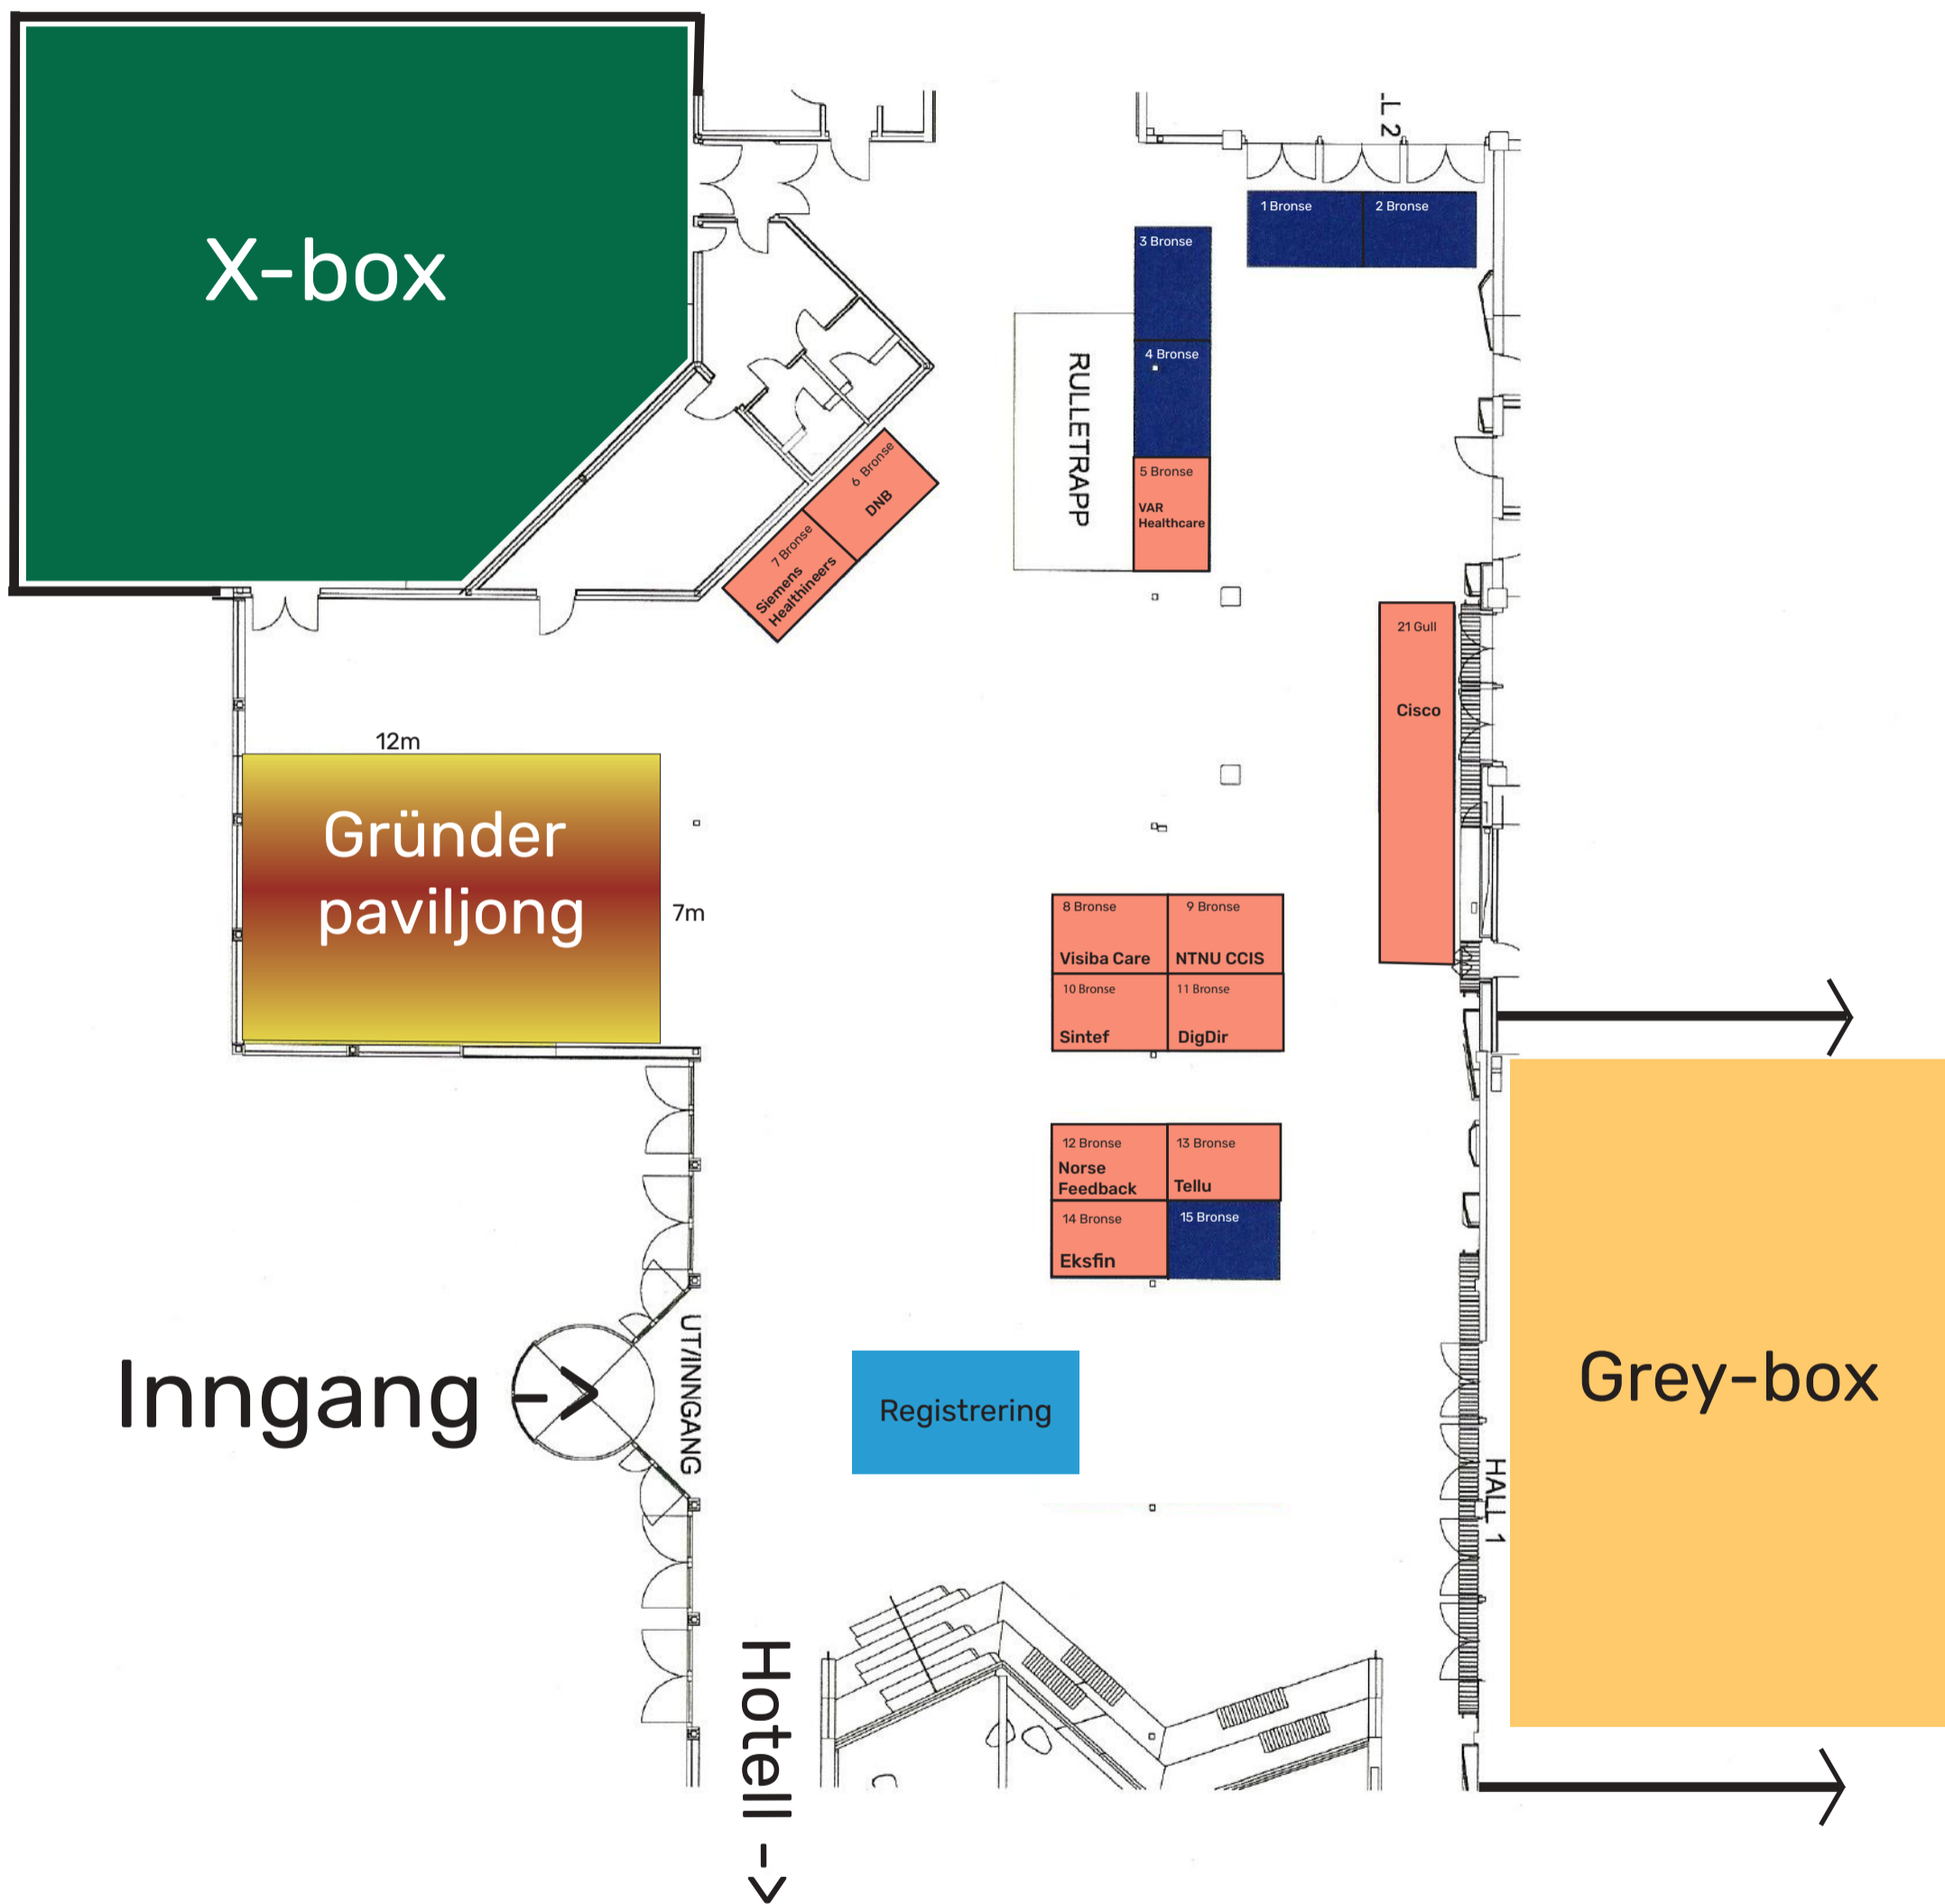 X-box
L 2
1 Bronse
2 Bronse
3 Bronse
4 Bronse
RULLETRAPP
5 Bronse
VAR
Healthcare
6 Bronse
DNB
7 Bronse
Siemens
Healthineers
21 Gull
Cisco
12m
Gründer
paviljong
7m
8 Bronse
Visiba Care
9 Bronse
NTNU CCIS
10 Bronse
Sintef
11 Bronse
DigDir
12 Bronse
Norse
Feedback
13 Bronse
Tellu
14 Bronse
Eksfin
15 Bronse
Inngang ->
UT/INNGANG
Registrering
Grey-box
HALL 1
Hotell ->